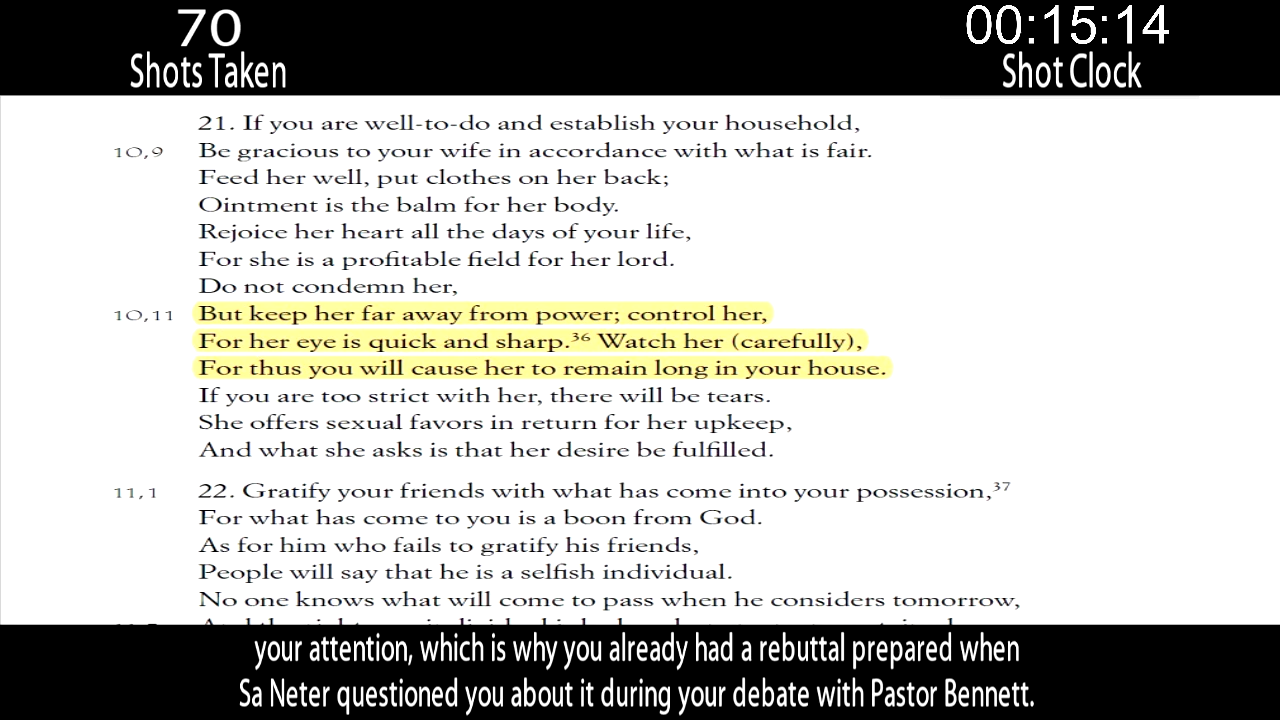 70
Shots Taken
00:15:14
Shot Clock
21. If you are well-to-do and establish your household,
10,9 Be gracious to your wife in accordance with what is fair.
Feed her well, put clothes on her back;
Ointment is the balm for her body.
Rejoice her heart all the days of your life,
For she is a profitable field for her lord.
Do not condemn her,
10,11 But keep her far away from power; control her,
For her eye is quick and sharp.³⁶ Watch her (carefully),
For thus you will cause her to remain long in your house.
If you are too strict with her, there will be tears.
She offers sexual favors in return for her upkeep,
And what she asks is that her desire be fulfilled.
11,1 22. Gratify your friends with what has come into your possession,³⁷
For what has come to you is a boon from God.
As for him who fails to gratify his friends,
People will say that he is a selfish individual.
No one knows what will come to pass when he considers tomorrow,
your attention, which is why you already had a rebuttal prepared when
Sa Neter questioned you about it during your debate with Pastor Bennett.